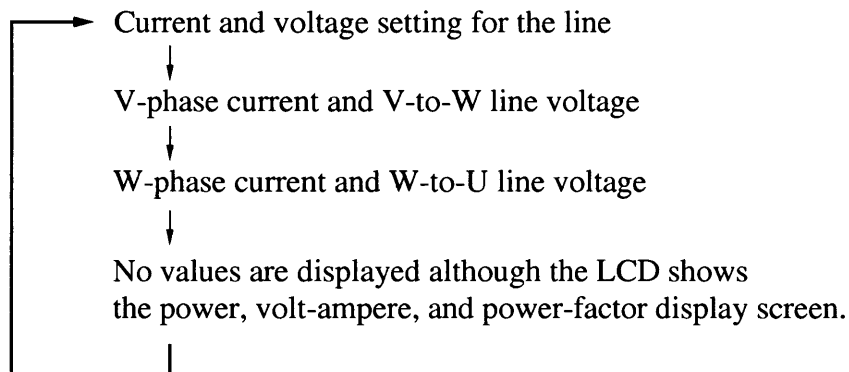 Current and voltage setting for the line
V-phase current and V-to-W line voltage
W-phase current and W-to-U line voltage
No values are displayed although the LCD shows
the power, volt-ampere, and power-factor display screen.